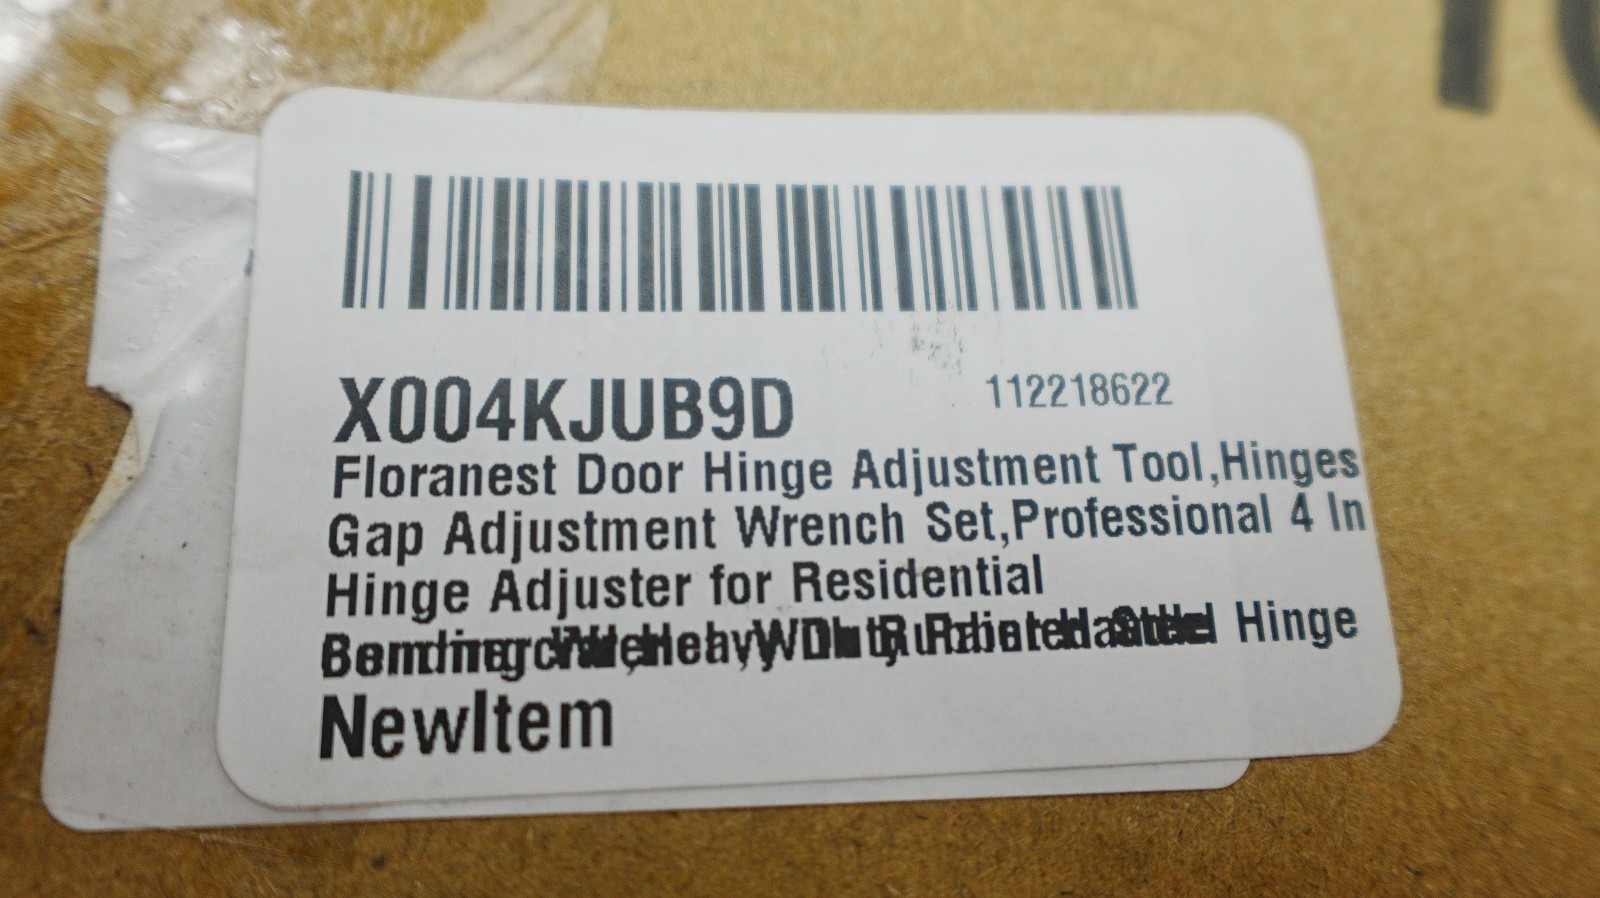 X004KJUB9D
112218622
Floranest Door Hinge Adjustment Tool,Hinges
Gap Adjustment Wrench Set,Professional 4 In
Hinge Adjuster for Residential
Hinge
NewItem